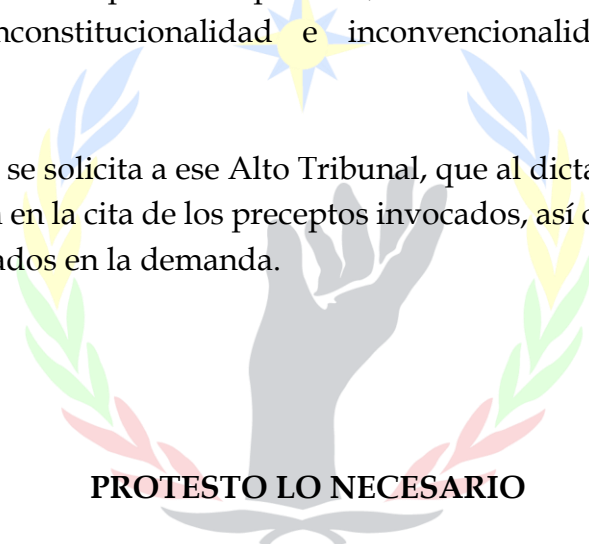 inconstitucionalidad e inconvencionalid
se solicita a ese Alto Tribunal, que al dicta
en la cita de los preceptos invocados, así
ados en la demanda.
PROTESTO LO NECESARIO